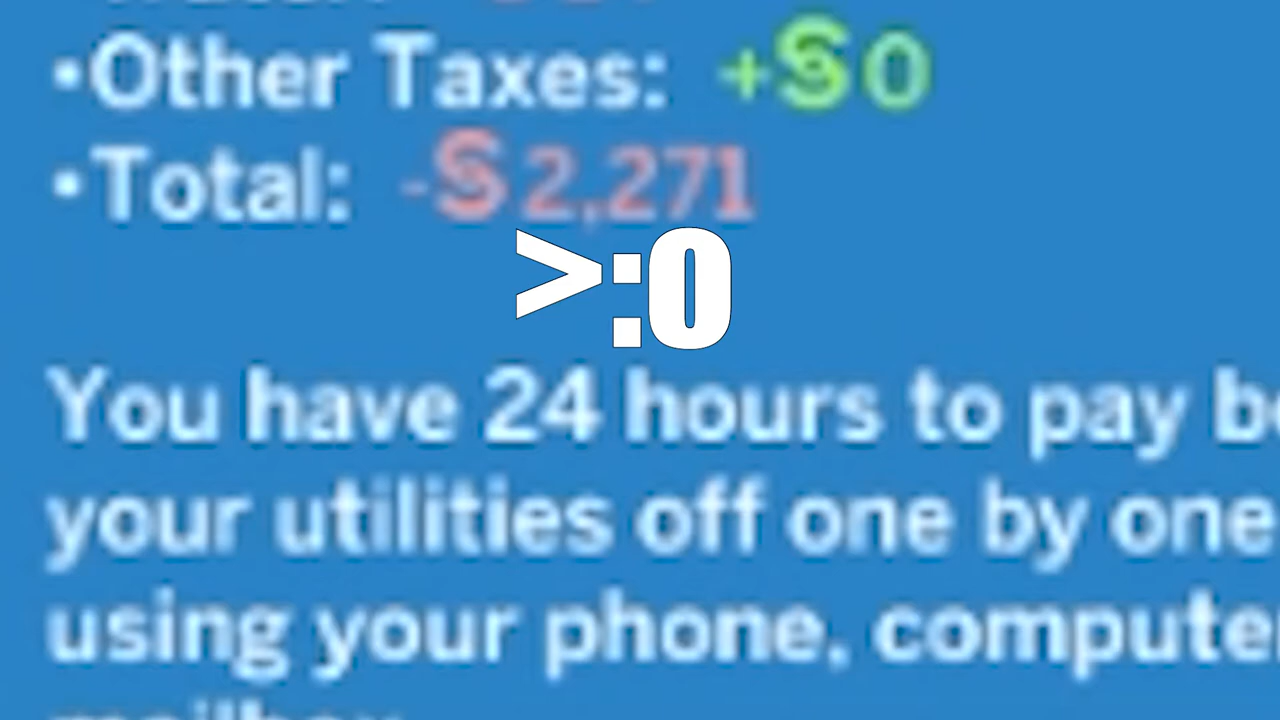 •Other Taxes: +§0
•Total: -§2,271
>:0
You have 24 hours to pay
your utilities off one by one
using your phone,